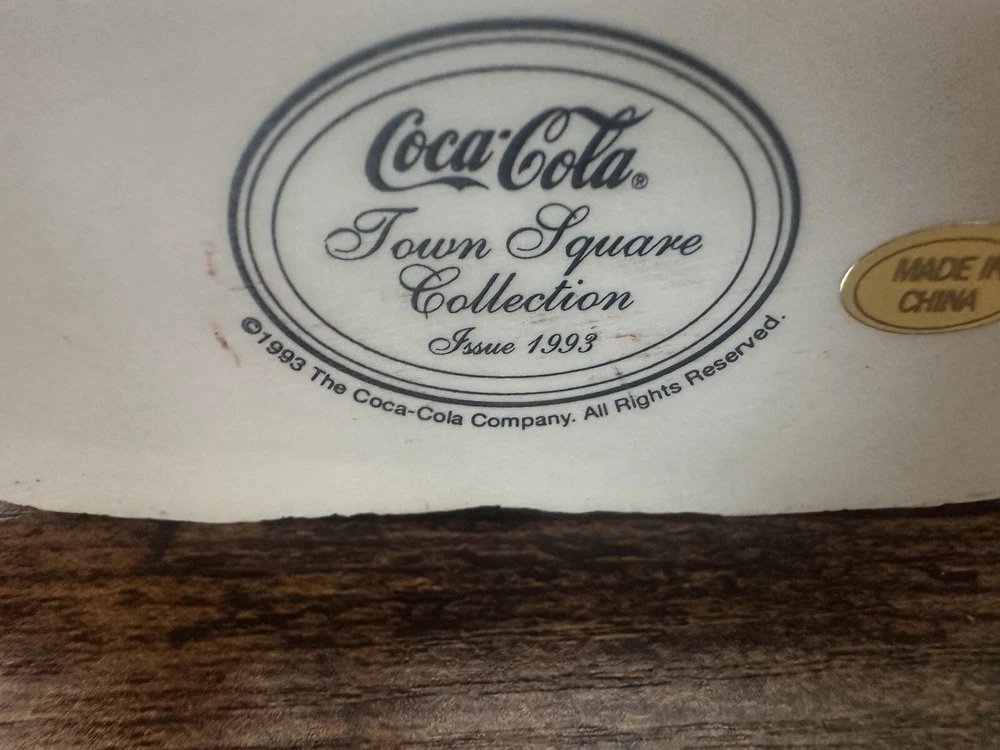 Coca-Cola®
Town Square
Collection
Issue 1993
©1993 The Coca-Cola Company. All Rights Reserved.
MADE IN
CHINA